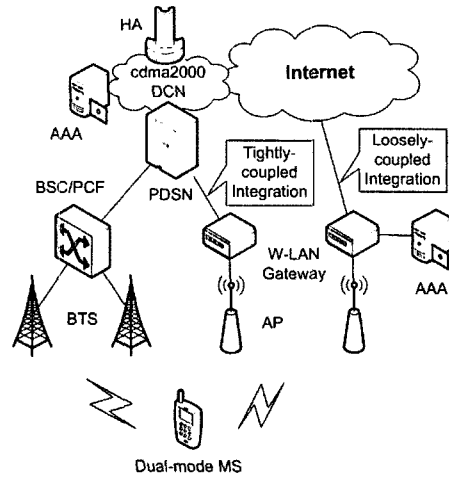 HA
cdma2000
DCN
Internet
AAA
Tightly-
coupled
Integration
Loosely-
coupled
Integration
BSC/PCF
PDSN
W-LAN
Gateway
AAA
BTS
AP
Dual-mode MS